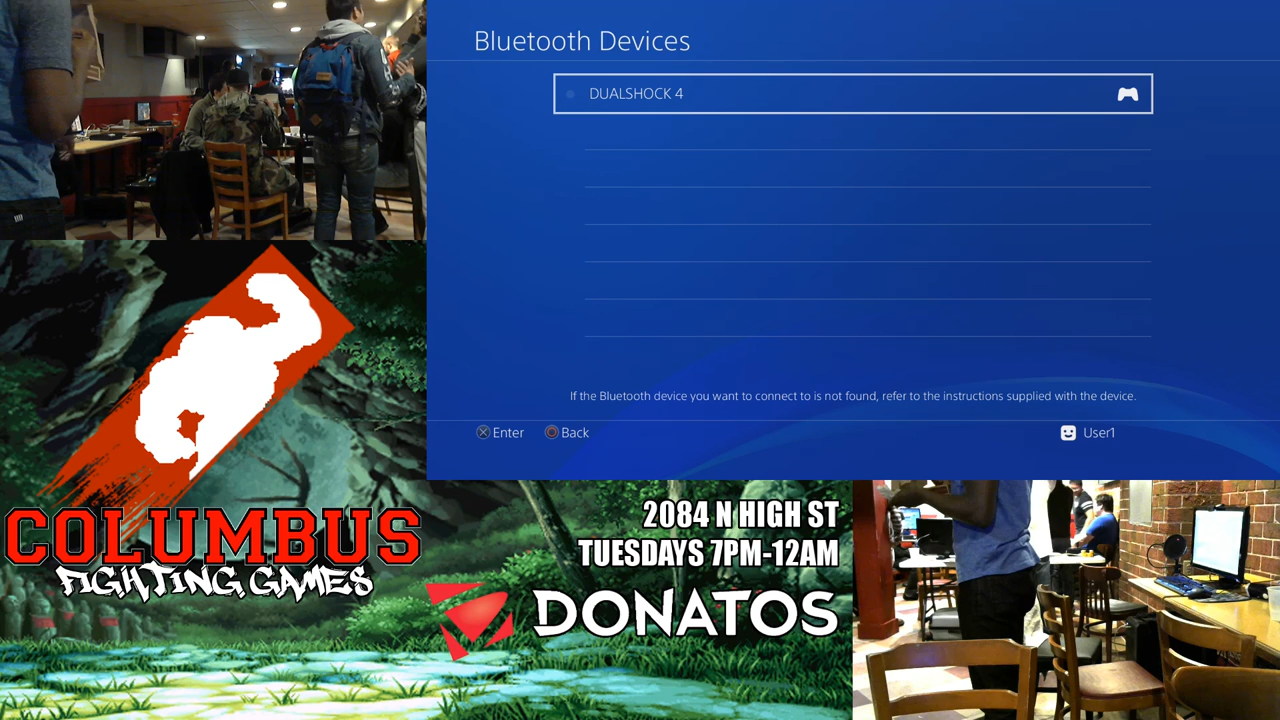 Bluetooth Devices
DUALSHOCK 4
If the Bluetooth device you want to connect to is not found, refer to the instructions supplied with the device.
Enter
Back
User1
COLUMBUS
FIGHTING GAMES
2084 N HIGH ST
TUESDAYS 7PM-12AM
DONATOS